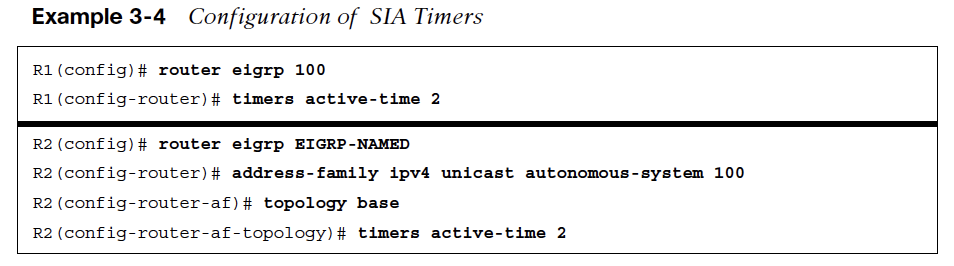 Example 3-4 Configuration of SIA Timers
R1(config)# router eigrp 100
R1(config-router)# timers active-time 2
R2(config)# router eigrp EIGRP-NAMED
R2(config-router)# address-family ipv4 unicast autonomous-system 100
R2(config-router-af)# topology base
R2(config-router-af-topology)# timers active-time 2